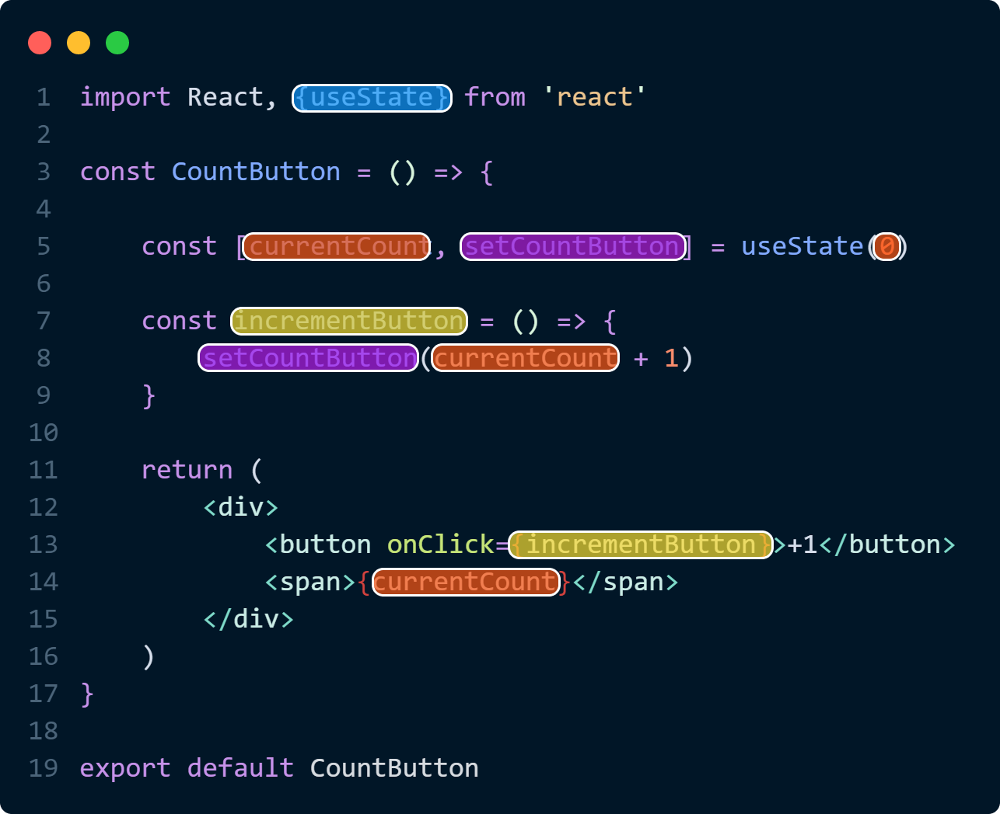 1 import React, {useState} from 'react'
2
3 const CountButton = () => {
4
5 const [currentCount, setCountButton] = useState(0)
6
7 const incrementButton = () => {
8 setCountButton(currentCount + 1)
9 }
10
11 return (
12 <div>
13 <button onClick={incrementButton}>+1</button>
14 <span>{currentCount}</span>
15 </div>
16 )
17 }
18
19 export default CountButton